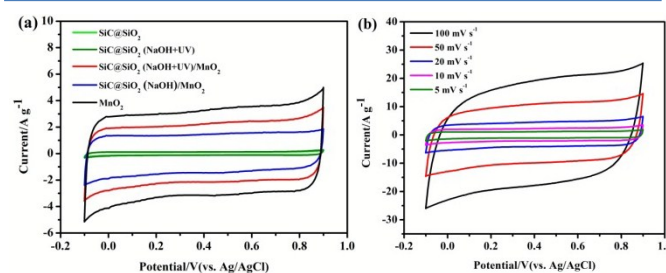 (a)
SiC@SiO2
SiC@SiO2 (NaOH+UV)
SiC@SiO2 (NaOH+UV)/MnO2
SiC@SiO2 (NaOH)/MnO2
MnO2
Current/A g-1
10
8
6
4
2
0
-2
-4
-6
-0.2
0.0
0.2
0.4
0.6
0.8
1.0
Potential/V(vs. Ag/AgCl)
(b)
100 mV s-1
50 mV s-1
20 mV s-1
10 mV s-1
5 mV s-1
Current/A g-1
40
30
20
10
0
-10
-20
-30
-0.2
0.0
0.2
0.4
0.6
0.8
Potential/V(vs. Ag/AgCl)